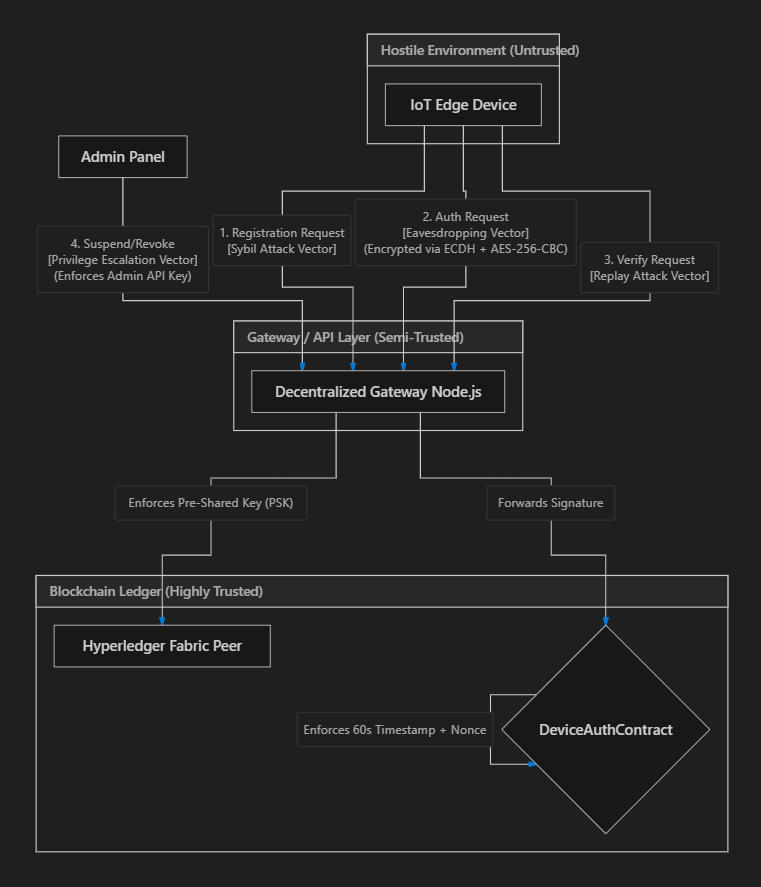 Hostile Environment (Untrusted)
IoT Edge Device
Admin Panel
4. Suspend/Revoke
[Privilege Escalation Vector]
(Enforces Admin API Key)
1. Registration Request
[Sybil Attack Vector]
2. Auth Request
[Eavesdropping Vector]
(Encrypted via ECDH + AES-256-CBC)
3. Verify Request
[Replay Attack Vector]
Gateway / API Layer (Semi-Trusted)
Decentralized Gateway Node.js
Enforces Pre-Shared Key (PSK)
Forwards Signature
Blockchain Ledger (Highly Trusted)
Hyperledger Fabric Peer
Enforces 60s Timestamp + Nonce
DeviceAuthContract